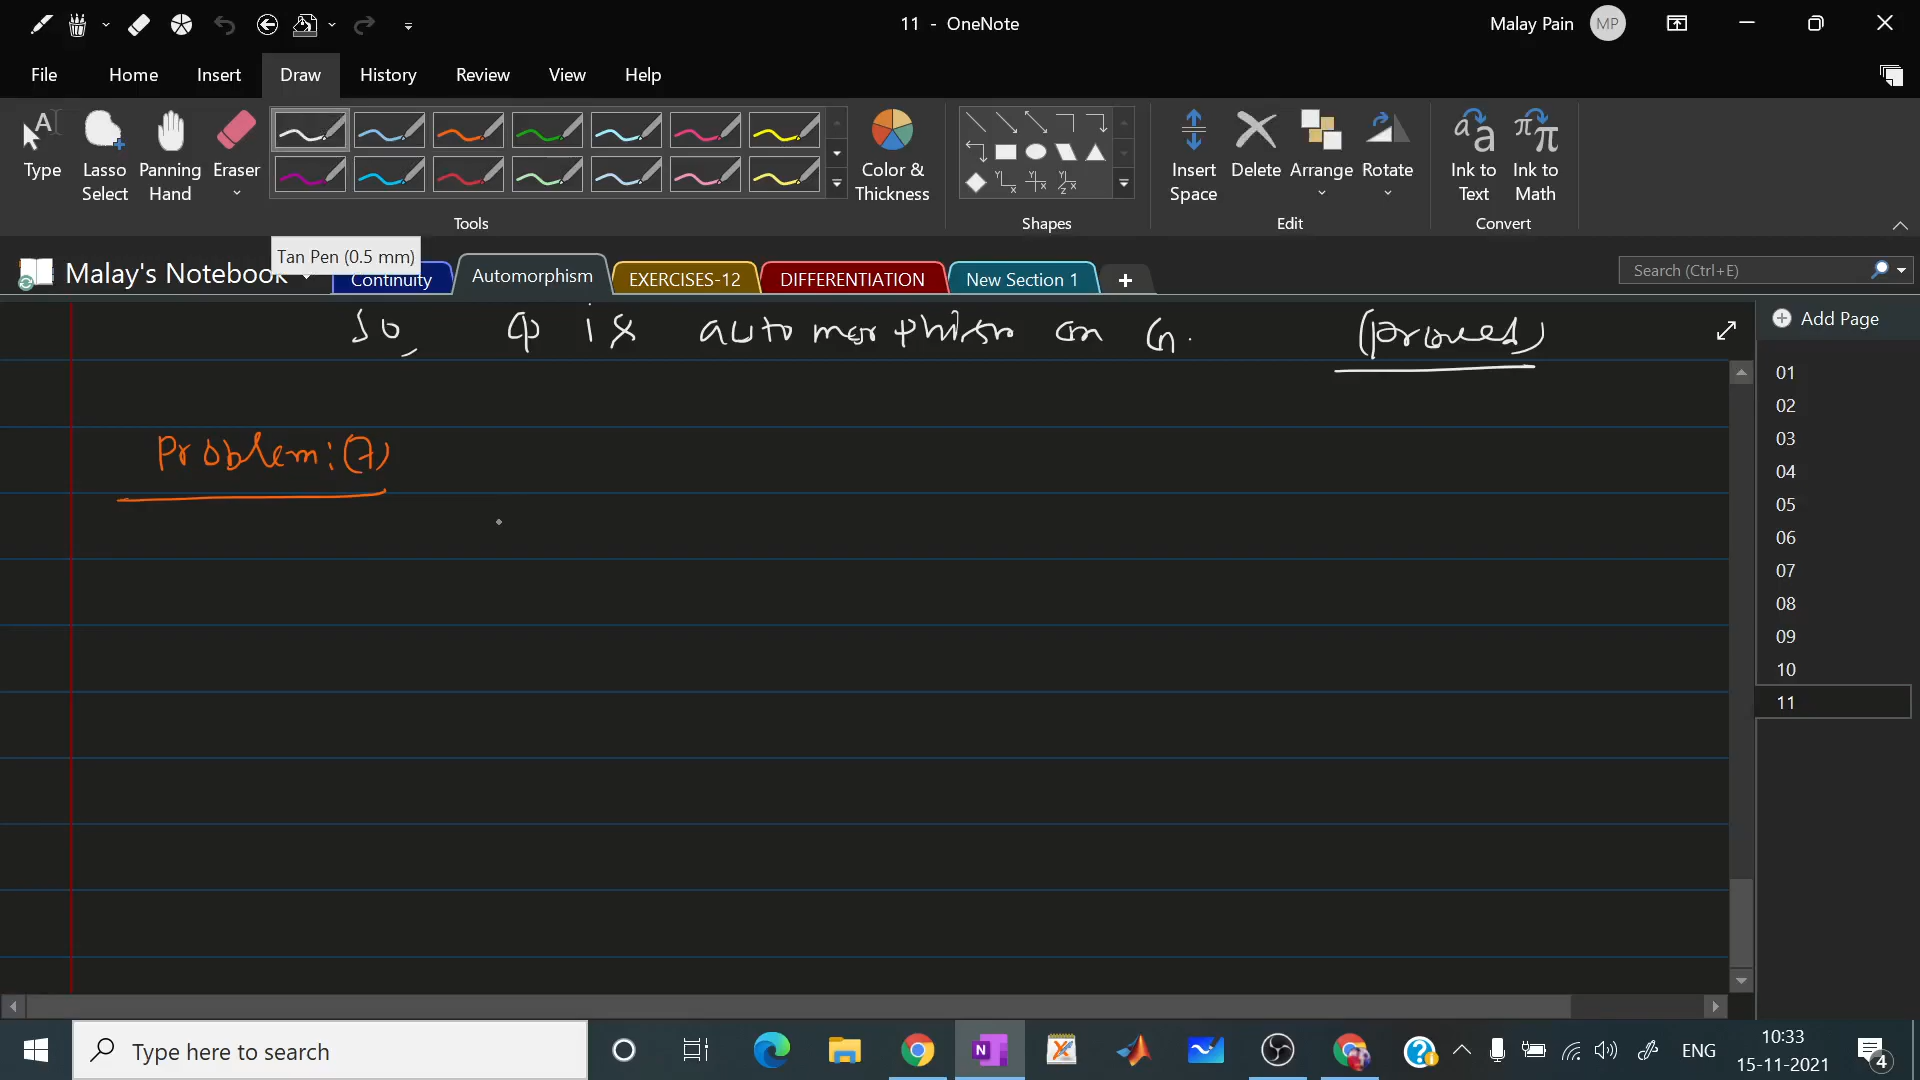 11 - OneNote
Malay Pain MP
File Home Insert Draw History Review View Help
Type
Lasso Select
Panning Hand
Eraser
Color & Thickness
Insert Space
Delete
Arrange
Rotate
Ink to Text
Ink to Math
Tools
Shapes
Edit
Convert
Tan Pen (0.5 mm)
Malay's Notebook
Continuity
Automorphism
EXERCISES-12
DIFFERENTIATION
New Section 1
Search (Ctrl+E)
So, φ is automorphism on G. (proved)
Problem:(7)
Add Page
01
02
03
04
05
06
07
08
09
10
11
Type here to search
ENG
10:33
15-11-2021
4